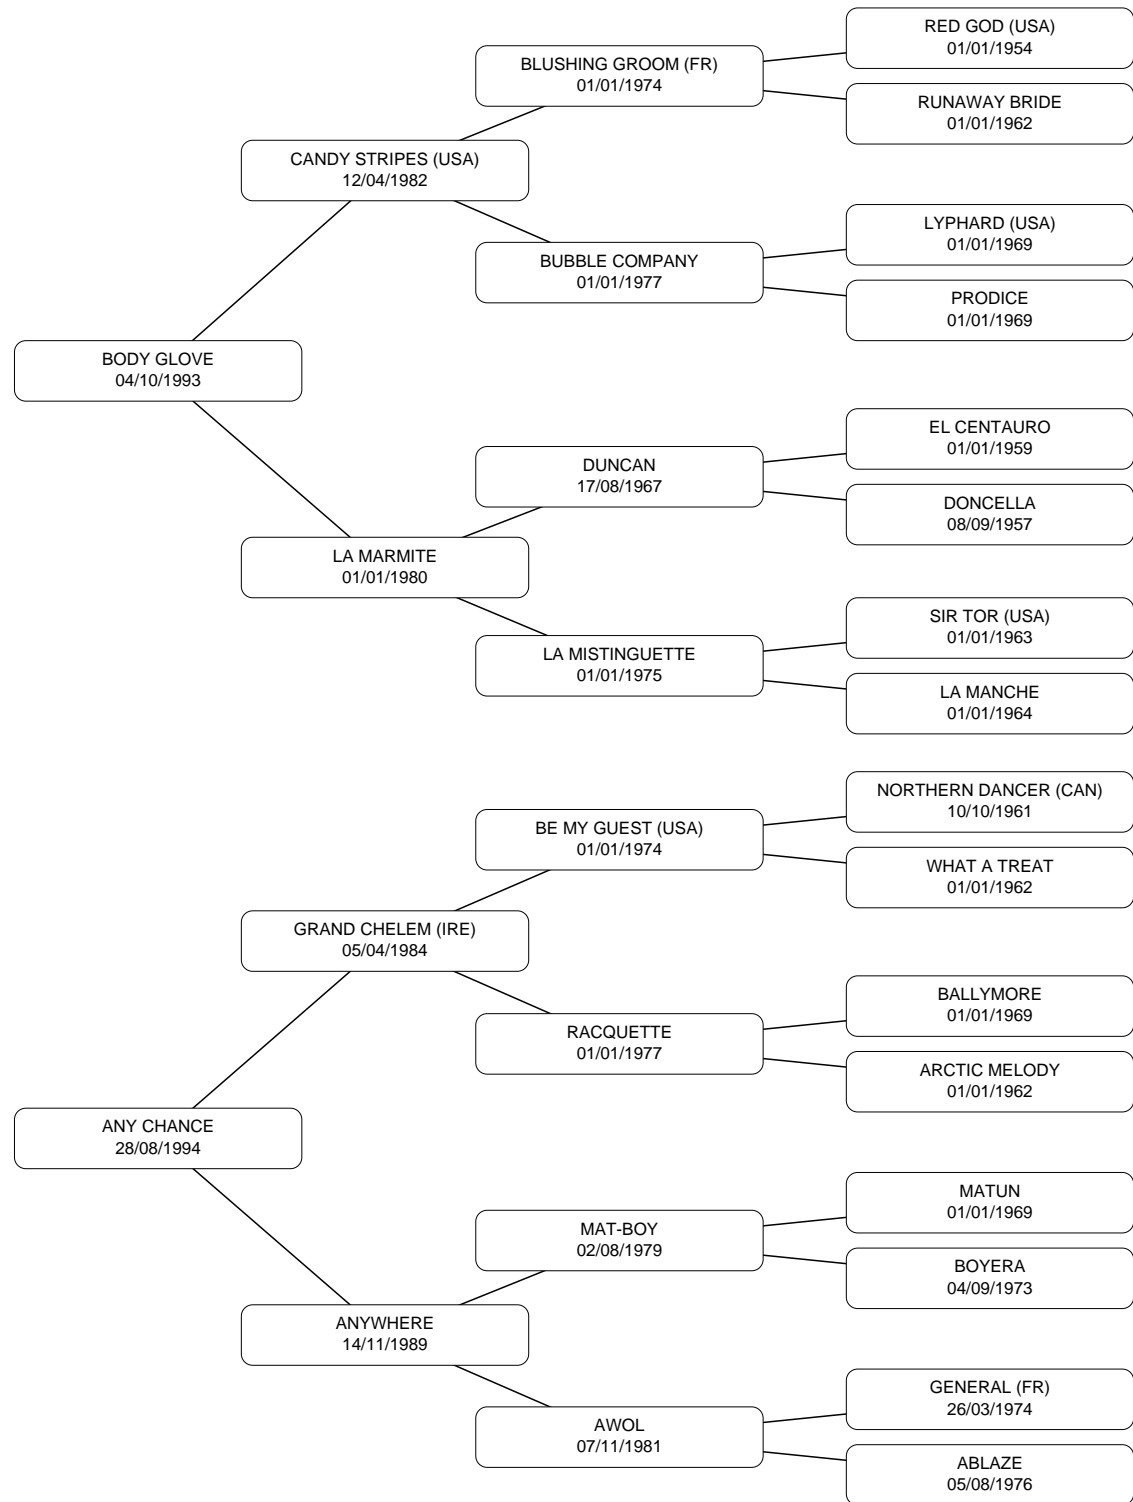 RED GOD (USA)
01/01/1954
BLUSHING GROOM (FR)
01/01/1974
RUNAWAY BRIDE
01/01/1962
CANDY STRIPES (USA)
12/04/1982
LYPHARD (USA)
01/01/1969
BUBBLE COMPANY
01/01/1977
PRODICE
01/01/1969
BODY GLOVE
04/10/1993
EL CENTAURO
01/01/1959
DUNCAN
17/08/1967
DONCELLA
08/09/1957
LA MARMITE
01/01/1980
SIR TOR (USA)
01/01/1963
LA MISTINGUETTE
01/01/1975
LA MANCHE
01/01/1964
NORTHERN DANCER (CAN)
10/10/1961
BE MY GUEST (USA)
01/01/1974
WHAT A TREAT
01/01/1962
GRAND CHELEM (IRE)
05/04/1984
BALLYMORE
01/01/1969
RACQUETTE
01/01/1977
ARCTIC MELODY
01/01/1962
ANY CHANCE
28/08/1994
MATUN
01/01/1969
MAT-BOY
02/08/1979
BOYERA
04/09/1973
ANYWHERE
14/11/1989
GENERAL (FR)
26/03/1974
AWOL
07/11/1981
ABLAZE
05/08/1976